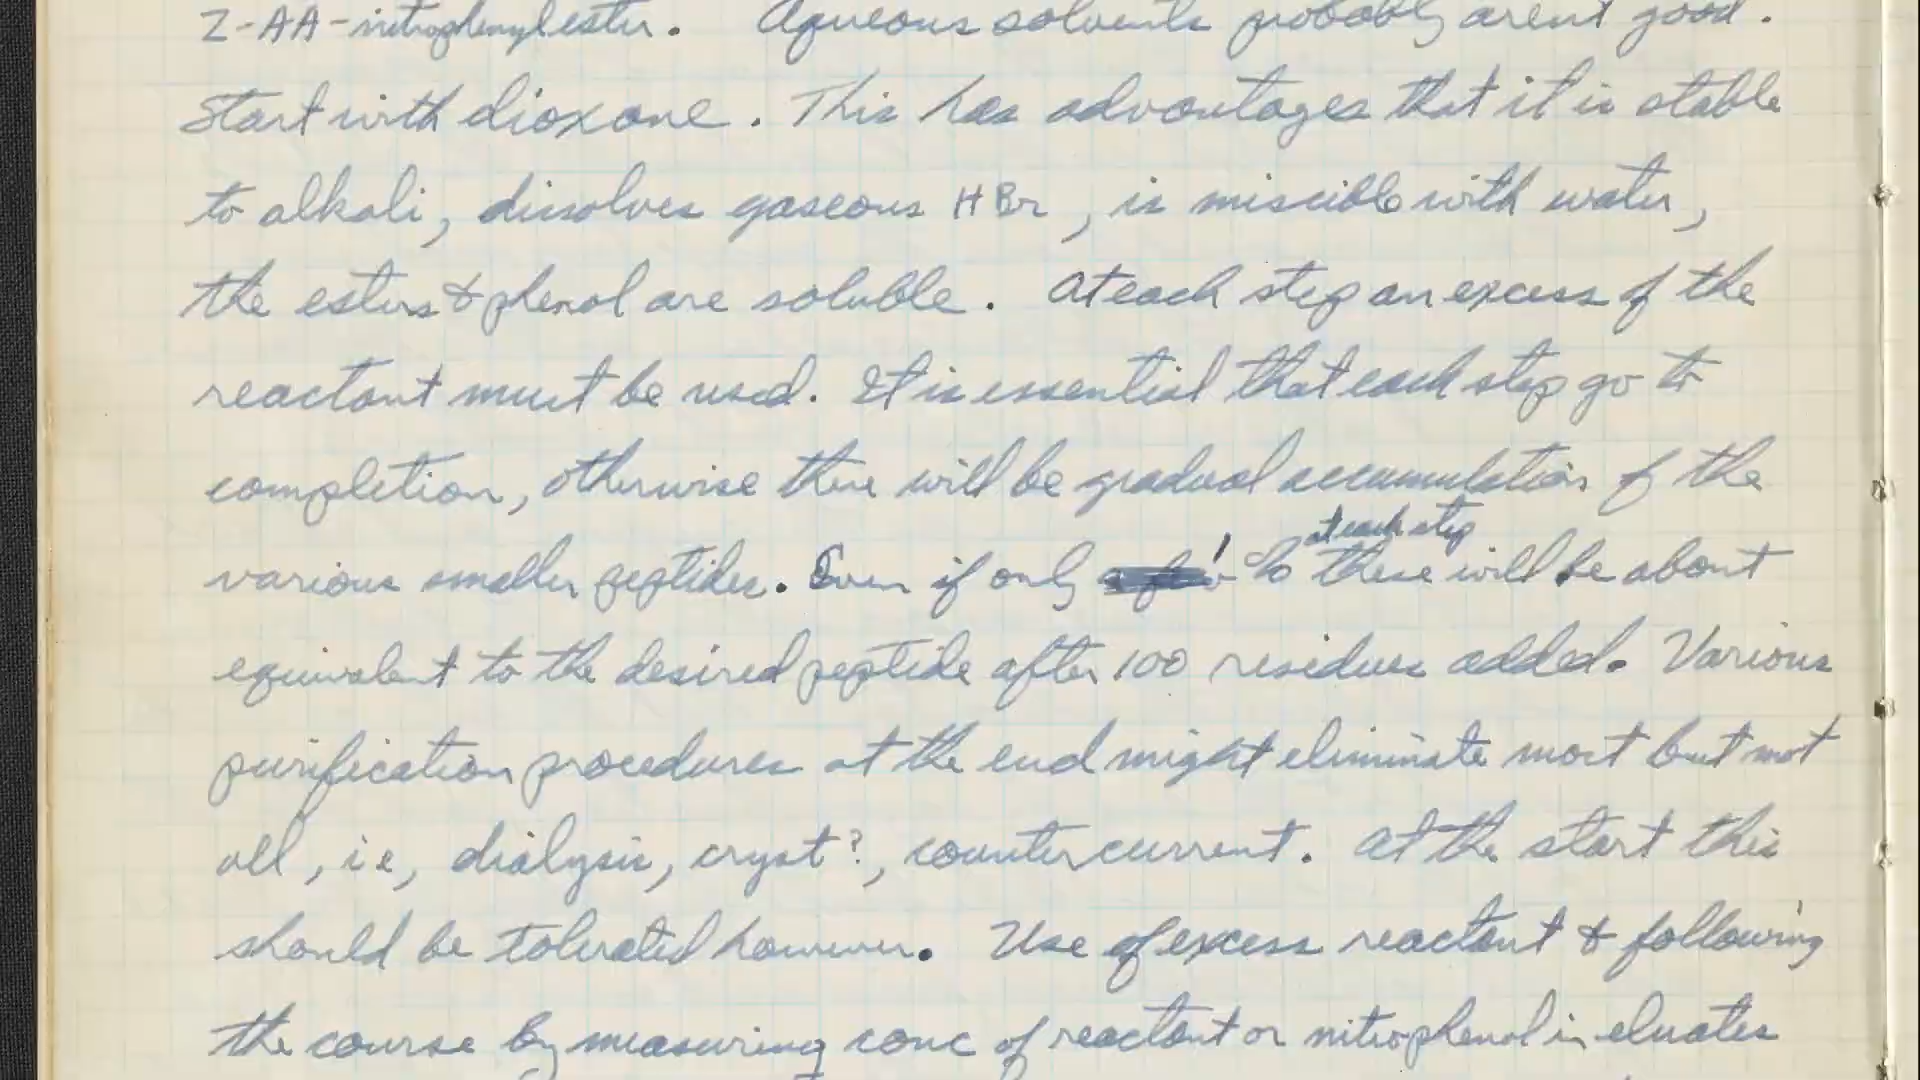 Z-AA-nitrophenylester. Aqueous solvents probably arent good.
Start with dioxane. This has advantages that it is stable
to alkali, dissolves gaseous HBr, is miscible with water,
the esters & phenol are soluble. At each step an excess of the
reactant must be used. It is essential that each step go to
completion, otherwise there will be gradual accumulation of the
various smaller peptides. Even if only 1 % at each step these will be about
equivalent to the desired peptide after 100 residues added. Various
purification procedures at the end might eliminate most but not
all, i.e., dialysis, cryst?, countercurrent. At the start this
should be tolerated however. Use of excess reactant & following
the course by measuring conc of reactant or nitrophenol in eluates